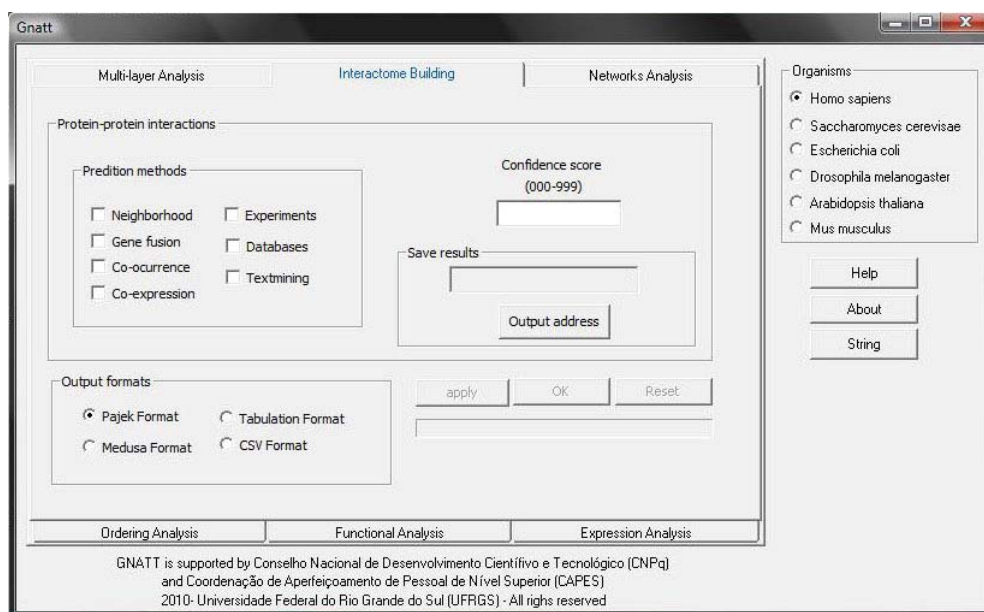 Gnatt
Multi-layer Analysis
Interactome Building
Networks Analysis
Protein-protein interactions
Predition methods
Neighborhood
Gene fusion
Co-ocurrence
Co-expression
Experiments
Databases
Textmining
Confidence score
(000-999)
Save results
Output address
Output formats
Pajek Format
Medusa Format
Tabulation Format
CSV Format
apply
OK
Reset
Ordering Analysis
Functional Analysis
Expression Analysis
Organisms
Homo sapiens
Saccharomyces cerevisae
Escherichia coli
Drosophila melanogaster
Arabidopsis thaliana
Mus musculus
Help
About
String
GNATT is supported by Conselho Nacional de Desenvolvimento Científivo e Tecnológico (CNPq)
and Coordenação de Aperfeiçoamento de Pessoal de Nível Superior (CAPES)
2010- Universidade Federal do Rio Grande do Sul (UFRGS) - All righs reserved